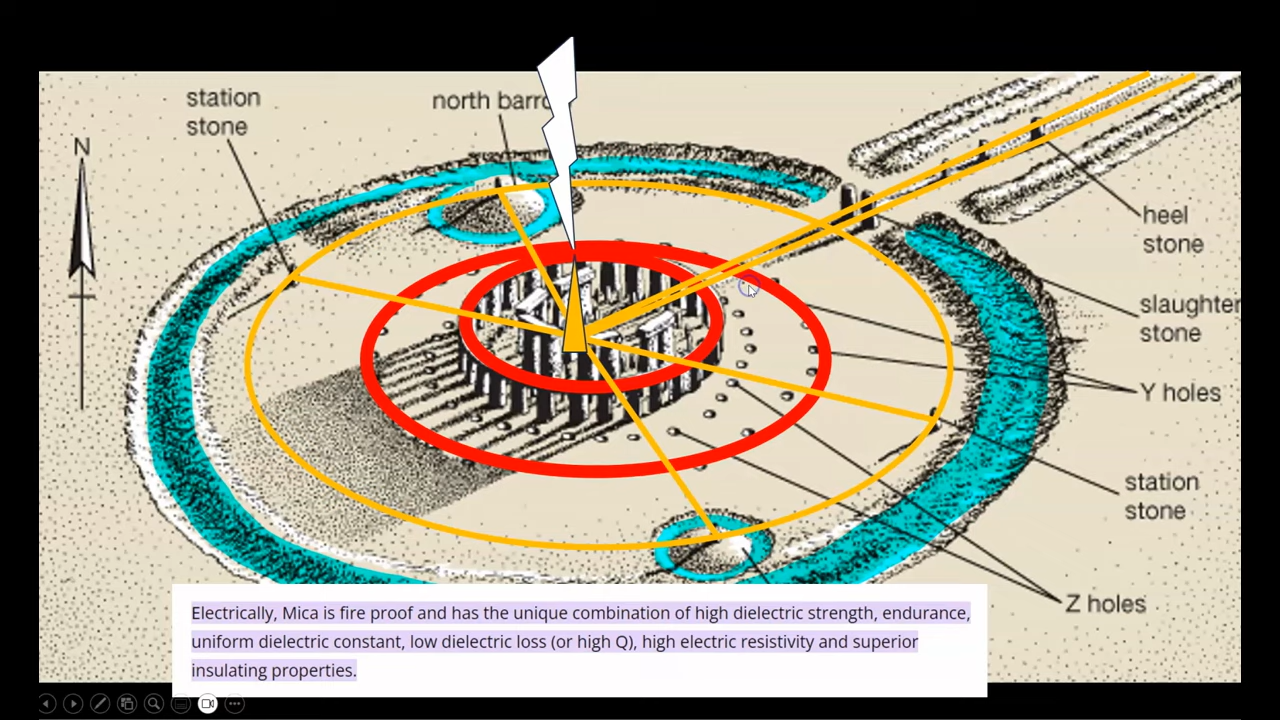 station
stone
north barro
N
heel
stone
slaughter
stone
Y holes
station
stone
Z holes
Electrically, Mica is fire proof and has the unique combination of high dielectric strength, endurance,
uniform dielectric constant, low dielectric loss (or high Q), high electric resistivity and superior
insulating properties.